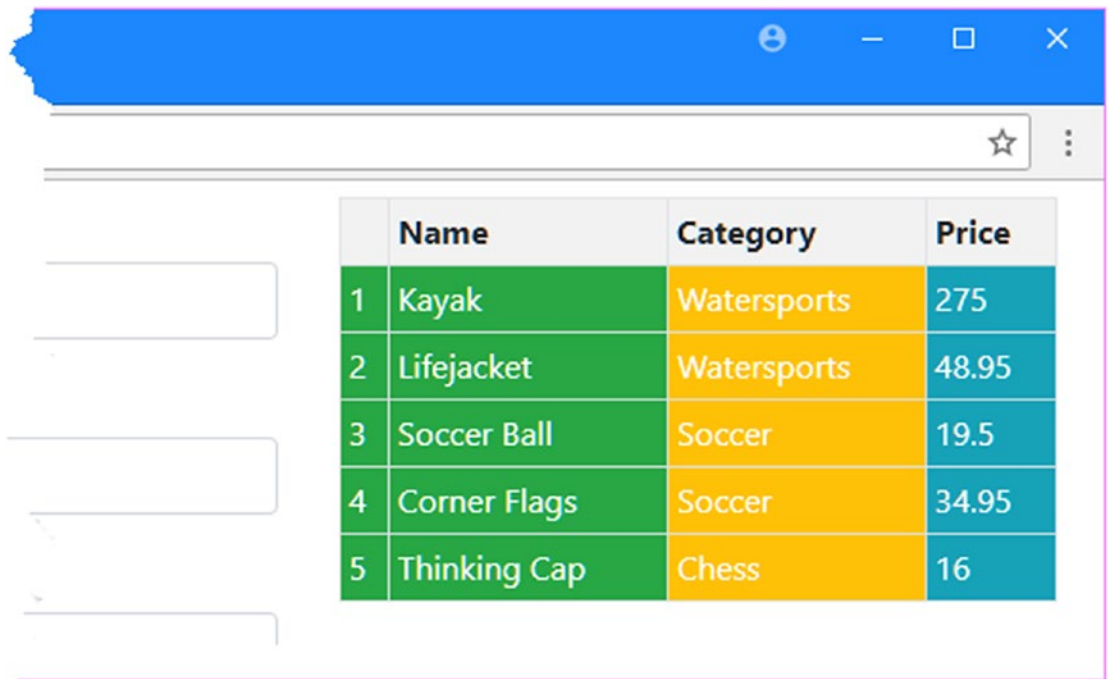 Name Category Price
1 Kayak Watersports 275
2 Lifejacket Watersports 48.95
3 Soccer Ball Soccer 19.5
4 Corner Flags Soccer 34.95
5 Thinking Cap Chess 16